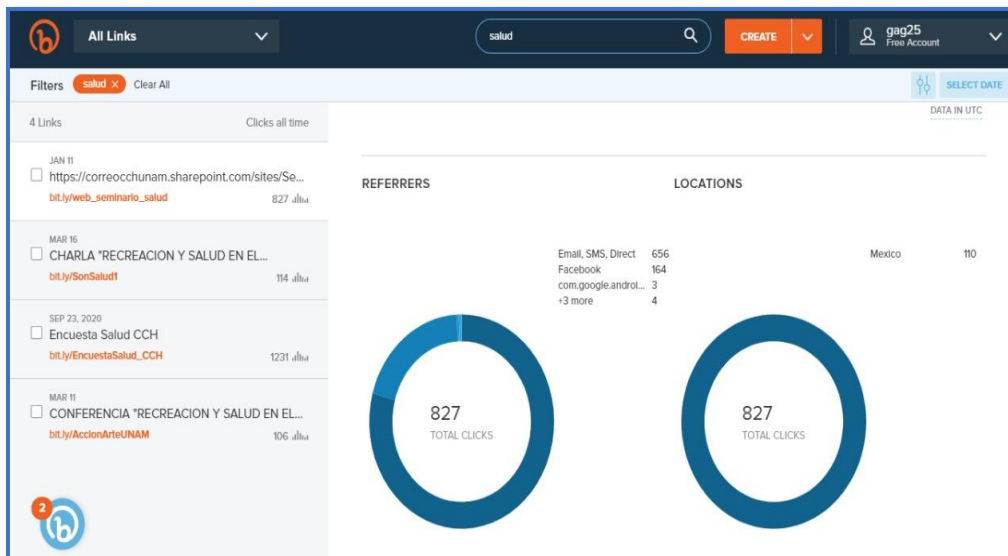 All Links
salud
CREATE
gag25
Free Account
Filters
salud X
Clear All
SELECT DATE
4 Links
Clicks all time
DATA IN UTC
JAN 11
https://correocchunam.sharepoint.com/sites/Se...
bit.ly/web_seminario_salud
827
MAR 16
CHARLA "RECREACION Y SALUD EN EL...
bit.ly/SonSalud1
114
SEP 23, 2020
Encuesta Salud CCH
bit.ly/EncuestaSalud_CCH
1231
MAR 11
CONFERENCIA "RECREACION Y SALUD EN EL...
bit.ly/AccionArteUNAM
106
2
REFERRERS
Email, SMS, Direct 656
Facebook 164
com.google.androi... 3
+3 more 4
827
TOTAL CLICKS
LOCATIONS
Mexico 110
827
TOTAL CLICKS